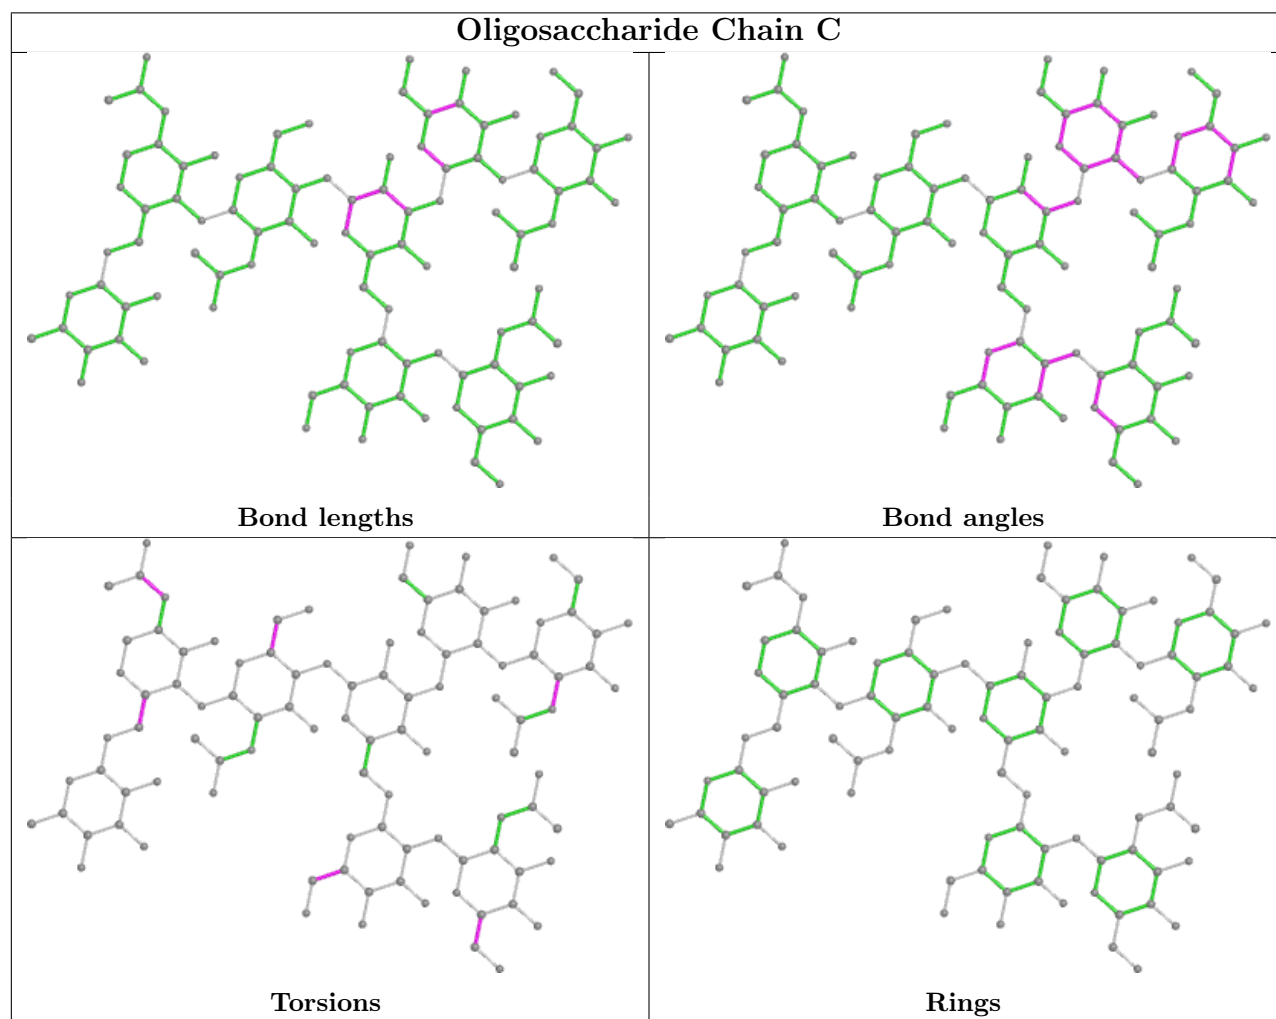 Oligosaccharide Chain C
Bond lengths
Bond angles
Torsions
Rings